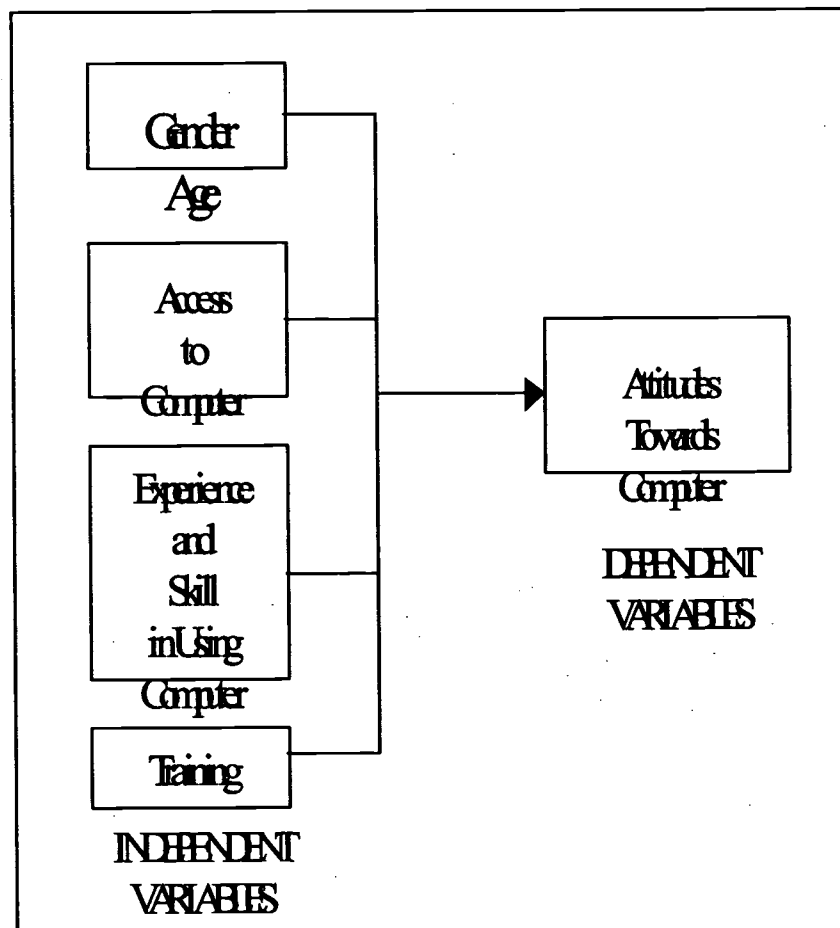 Gender
Age
Access
to
Computer
Experience
and
Skill
in Using
Computer
Training
INDEPENDENT
VARIABLES
Attitudes
Towards
Computer
DEPENDENT
VARIABLES